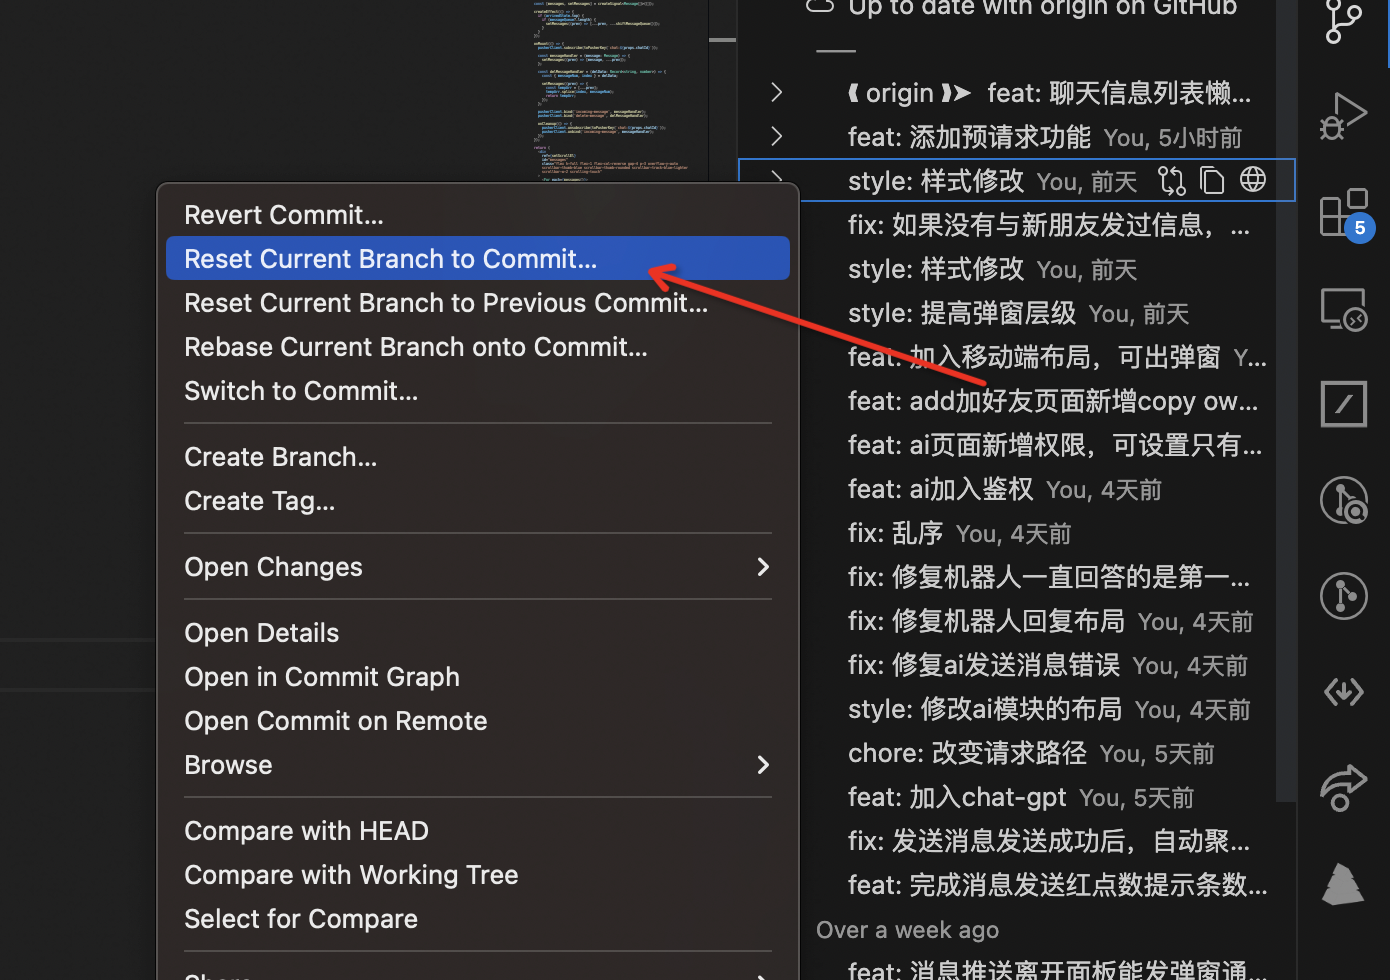 Up to date with origin on GitHub
origin feat: 聊天信息列表懒...
feat: 添加预请求功能 You, 5小时前
style: 样式修改 You, 前天
fix: 如果没有与新朋友发过信息，...
style: 样式修改 You, 前天
style: 提高弹窗层级 You, 前天
feat: 加入移动端布局，可出弹窗 Y...
feat: add加好友页面新增copy ow...
feat: ai页面新增权限，可设置只有...
feat: ai加入鉴权 You, 4天前
fix: 乱序 You, 4天前
fix: 修复机器人一直回答的是第一...
fix: 修复机器人回复布局 You, 4天前
fix: 修复ai发送消息错误 You, 4天前
style: 修改ai模块的布局 You, 4天前
chore: 改变请求路径 You, 5天前
feat: 加入chat-gpt You, 5天前
fix: 发送消息发送成功后，自动聚...
feat: 完成消息发送红点数提示条数...
Over a week ago
feat: 消息推送离开面板能发弹窗通...
Revert Commit...
Reset Current Branch to Commit...
Reset Current Branch to Previous Commit...
Rebase Current Branch onto Commit...
Switch to Commit...
Create Branch...
Create Tag...
Open Changes
Open Details
Open in Commit Graph
Open Commit on Remote
Browse
Compare with HEAD
Compare with Working Tree
Select for Compare
Share
5